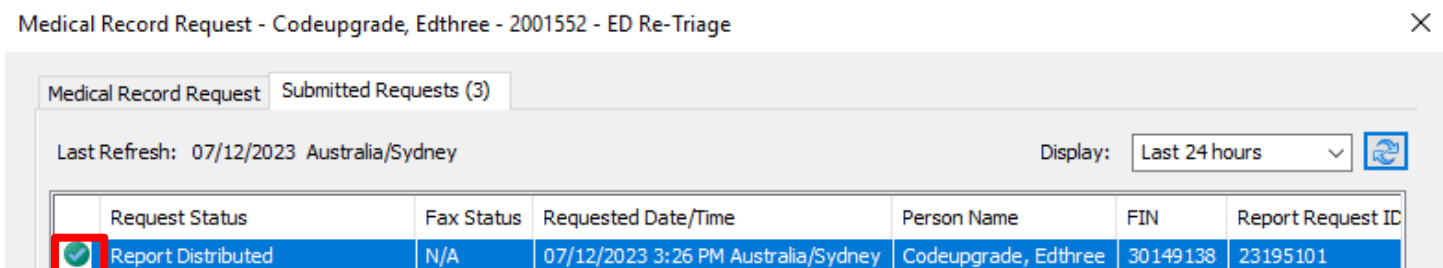 Medical Record Request - Codeupgrade, Edthree - 2001552 - ED Re-Triage
Medical Record Request Submitted Requests (3)
Last Refresh: 07/12/2023 Australia/Sydney Display: Last 24 hours
Request Status Fax Status Requested Date/Time Person Name FIN Report Request ID
Report Distributed N/A 07/12/2023 3:26 PM Australia/Sydney Codeupgrade, Edthree 30149138 23195101